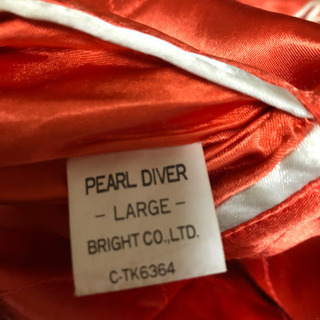 PEARL DIVER
- LARGE -
BRIGHT CO.,LTD.
C-TK6364